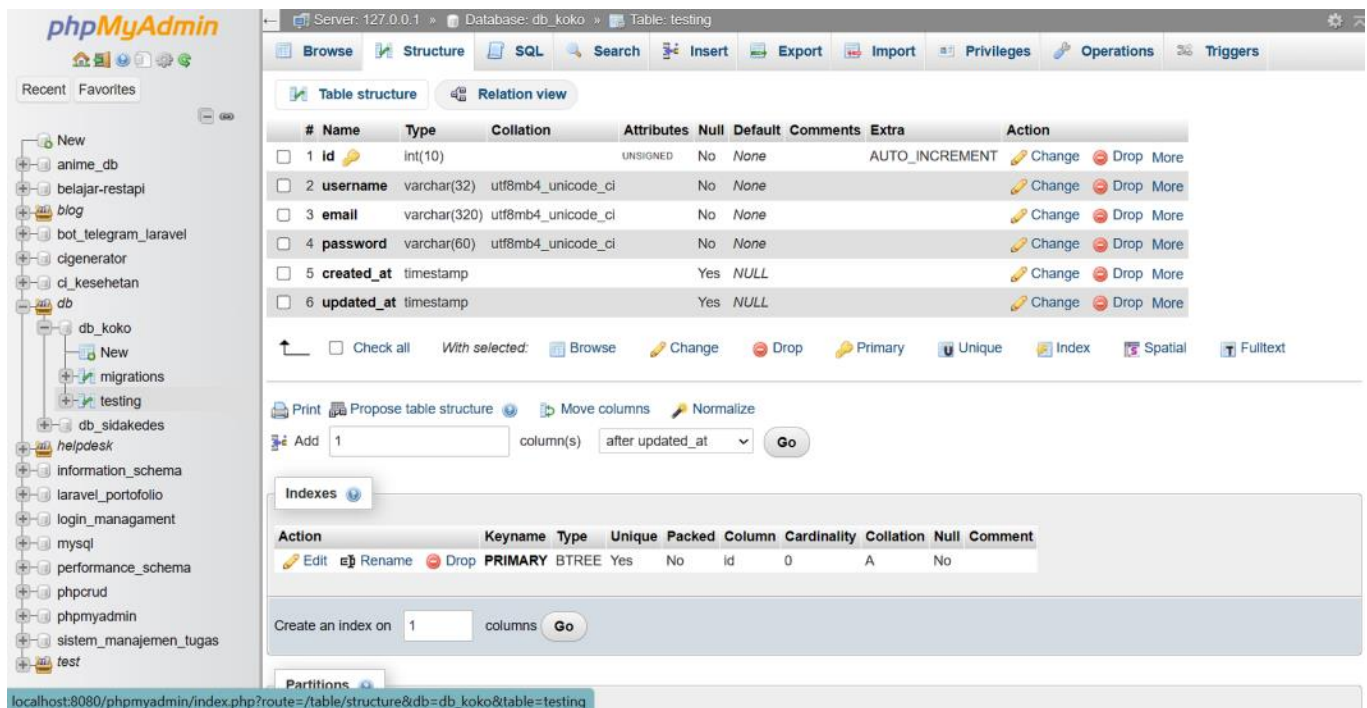 phpMyAdmin
Recent Favorites
New
anime_db
belajar-restapi
blog
bot_telegram_laravel
cigenerator
ci_kesehetan
db
db_koko
New
migrations
testing
db_sidakedes
helpdesk
information_schema
laravel_portofolio
login_managament
mysql
performance_schema
phpcrud
phpmyadmin
sistem_manajemen_tugas
test
Server: 127.0.0.1 » Database: db_koko » Table: testing
Browse Structure SQL Search Insert Export Import Privileges Operations Triggers
Table structure Relation view
# Name Type Collation Attributes Null Default Comments Extra Action
1 id int(10) UNSIGNED No None AUTO_INCREMENT Change Drop More
2 username varchar(32) utf8mb4_unicode_ci No None Change Drop More
3 email varchar(320) utf8mb4_unicode_ci No None Change Drop More
4 password varchar(60) utf8mb4_unicode_ci No None Change Drop More
5 created_at timestamp Yes NULL Change Drop More
6 updated_at timestamp Yes NULL Change Drop More
Check all With selected: Browse Change Drop Primary Unique Index Spatial Fulltext
Print Propose table structure Move columns Normalize
Add 1 column(s) after updated_at Go
Indexes
Action Keyname Type Unique Packed Column Cardinality Collation Null Comment
Edit Rename Drop PRIMARY BTREE Yes No id 0 A No
Create an index on 1 columns Go
Partitions
localhost:8080/phpmyadmin/index.php?route=/table/structure&db=db_koko&table=testing